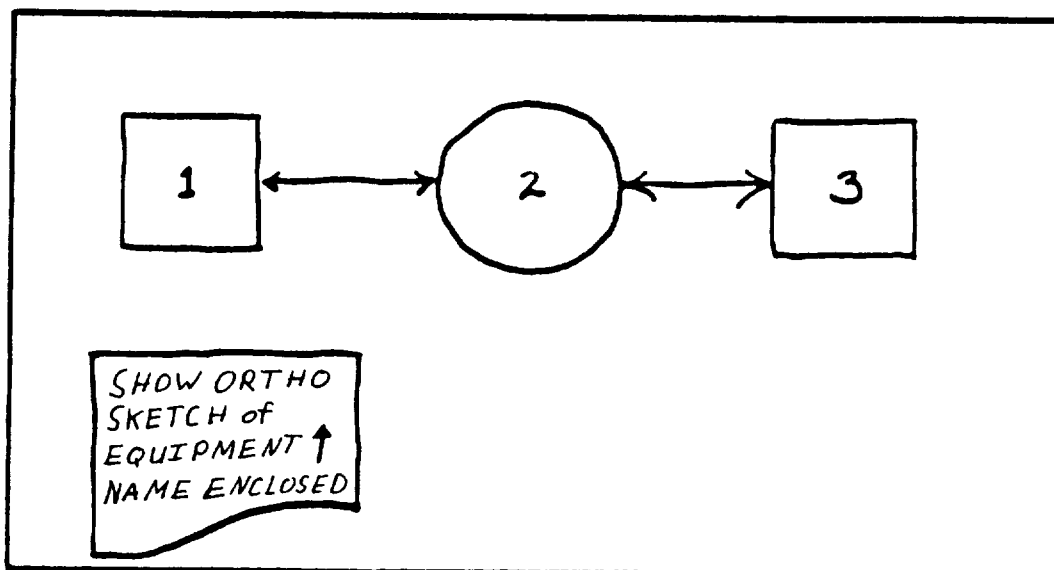 1 2 3
SHOW ORTHO
SKETCH of
EQUIPMENT ↑
NAME ENCLOSED